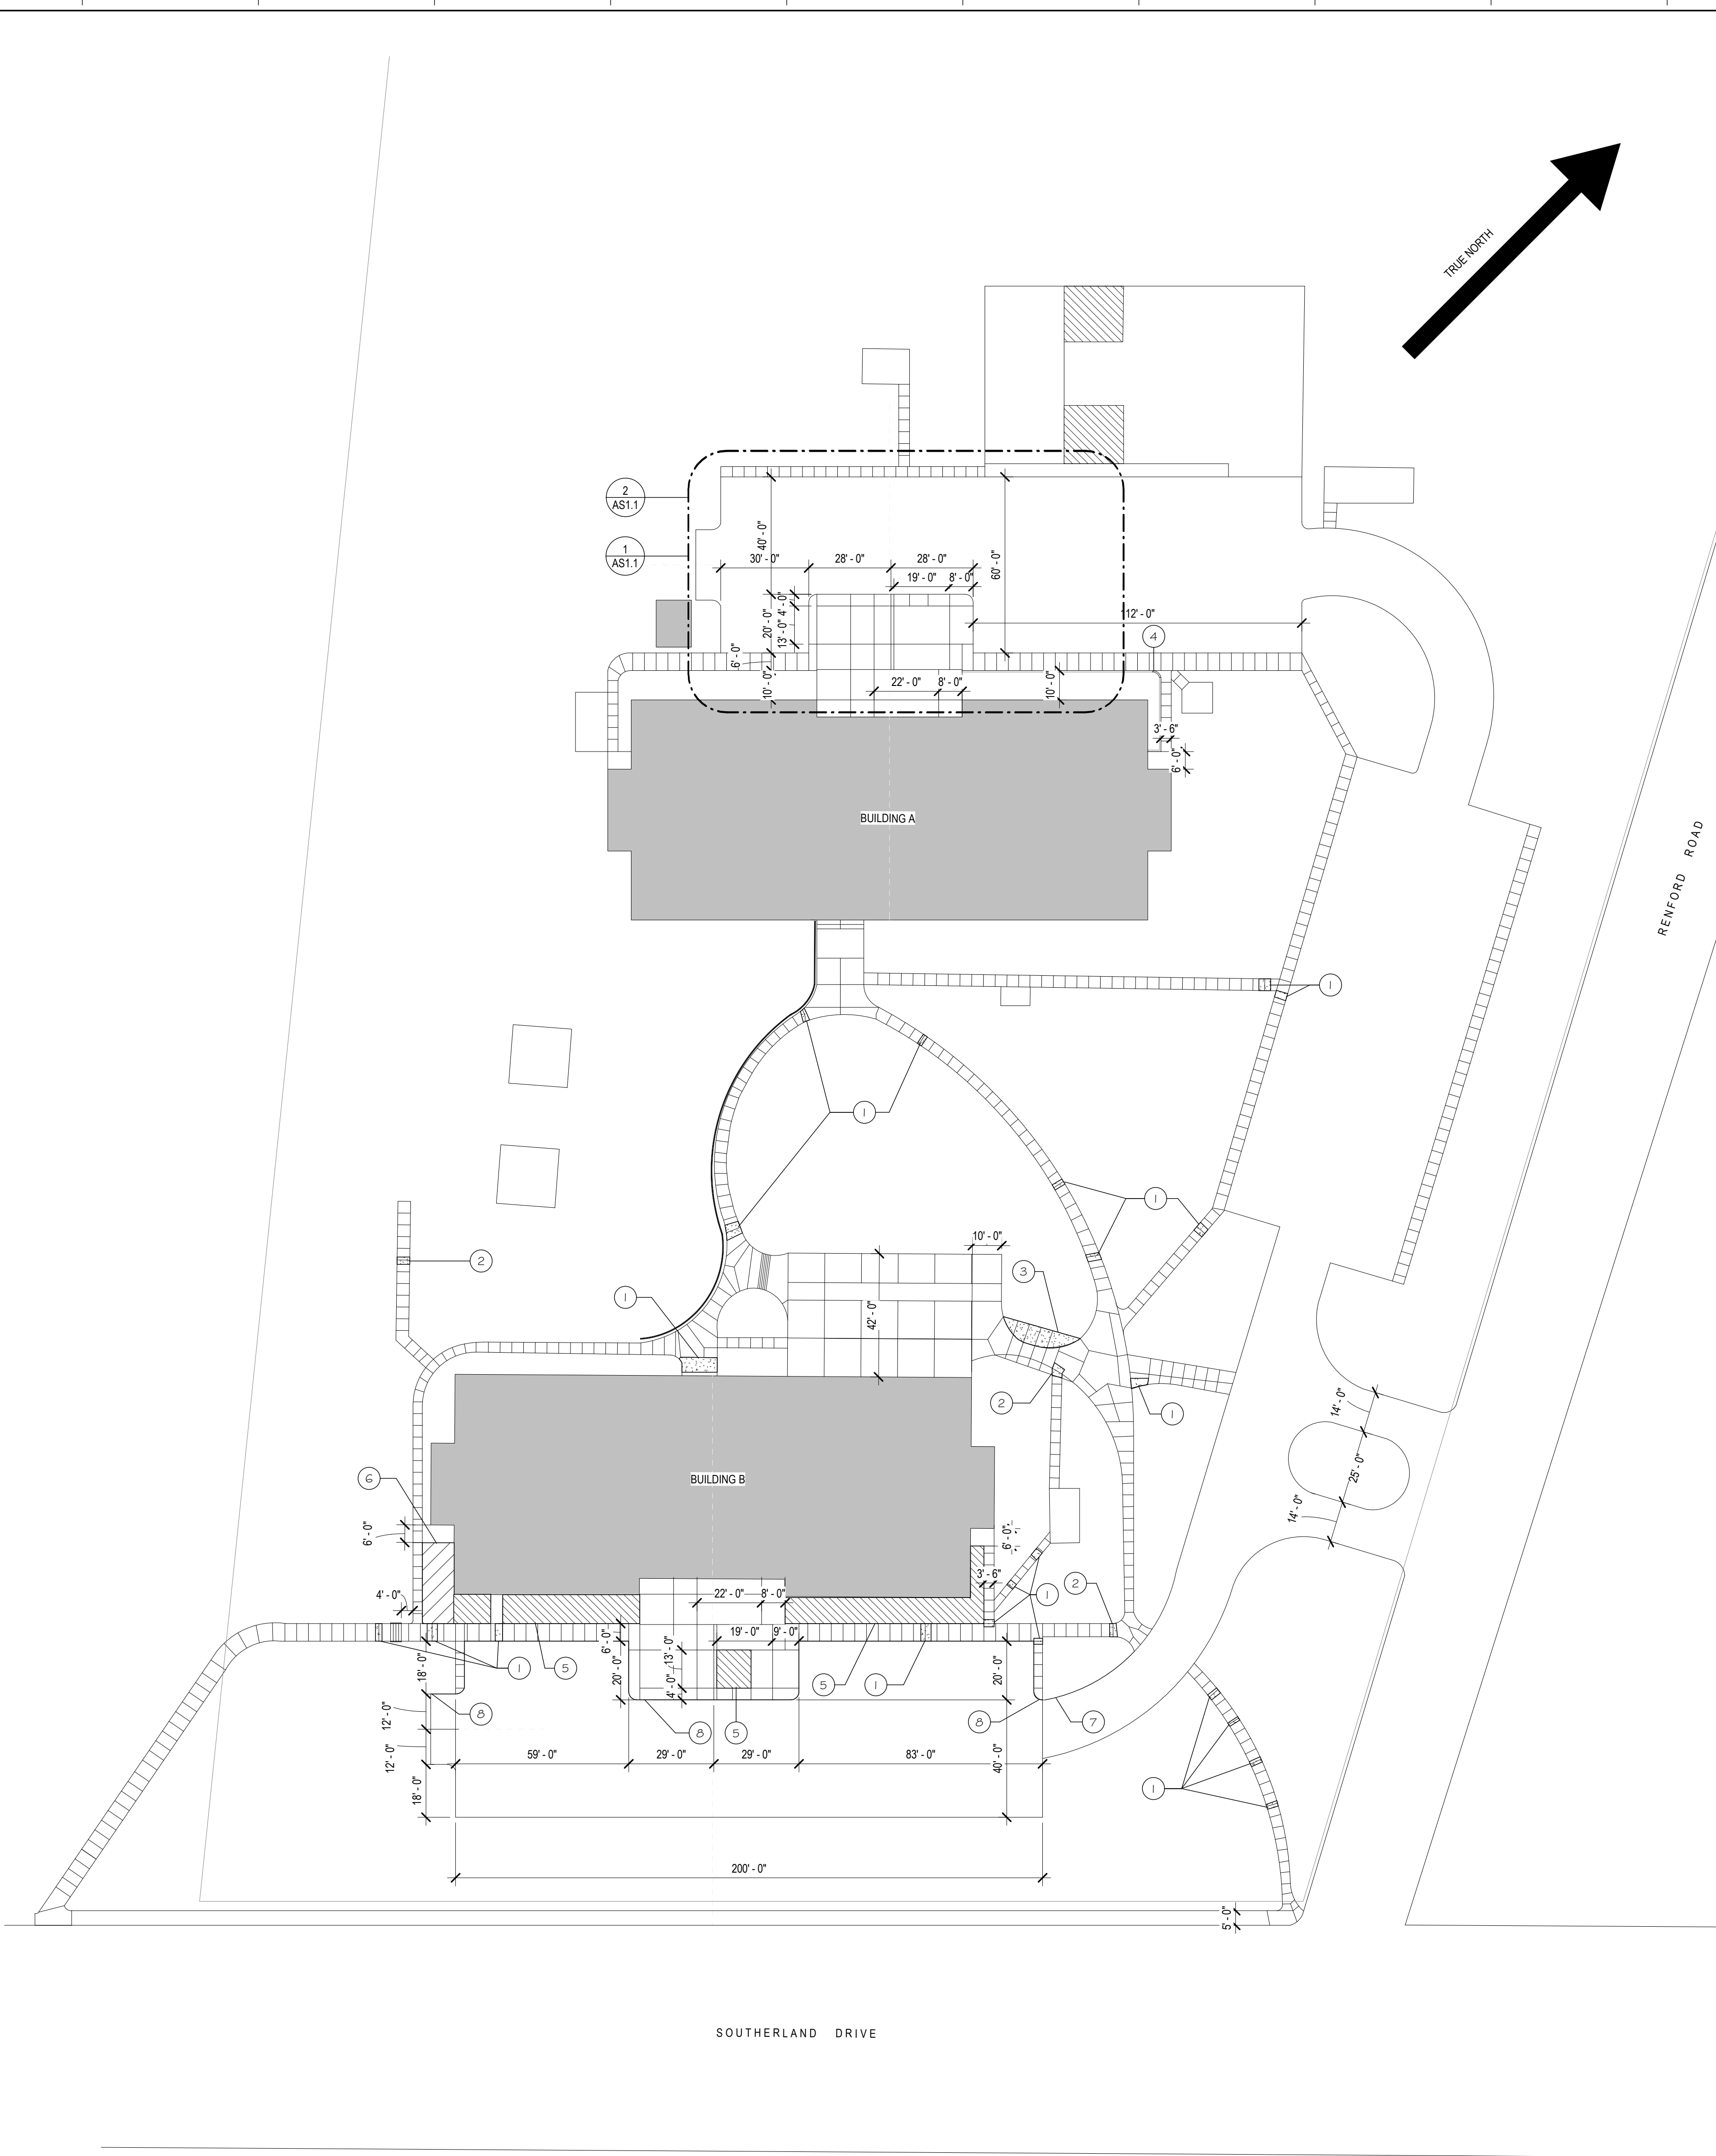 TRUE NORTH
2
AS1.1
1
AS1.1
40' - 0"
30' - 0"
28' - 0"
28' - 0"
60' - 0"
19' - 0"
8' - 0"
4' - 0"
20' - 0"
13' - 0"
112' - 0"
4
6' - 0"
10' - 0"
22' - 0"
8' - 0"
10' - 0"
3' - 6"
6' - 0"
BUILDING A
RENFORD ROAD
1
1
1
2
10' - 0"
3
1
42' - 0"
2
1
14' - 0"
25' - 0"
14' - 0"
6
BUILDING B
6' - 0"
6' - 0"
3' - 6"
4' - 0"
22' - 0"
8' - 0"
1
2
6' - 0"
19' - 0"
9' - 0"
18' - 0"
1
5
20' - 0"
13' - 0"
4' - 0"
5
1
20' - 0"
8
12' - 0"
8
5
8
7
12' - 0"
59' - 0"
29' - 0"
29' - 0"
83' - 0"
40' - 0"
18' - 0"
1
200' - 0"
5' - 0"
SOUTHERLAND DRIVE